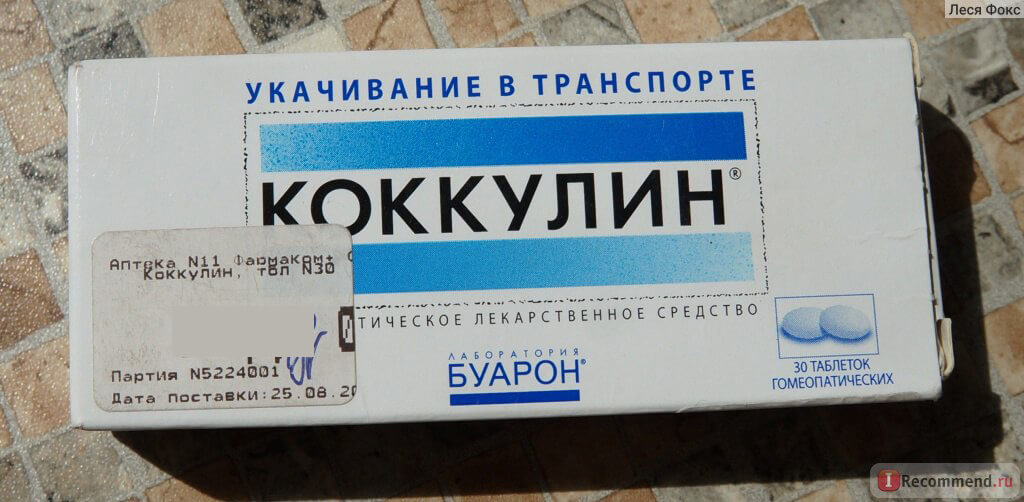 Леся Фокс
УКАЧИВАНИЕ В ТРАНСПОРТЕ
КОККУЛИН®
Аптека N11 Фармаком+
Коккулин, тбл N30
Партия N5224001
Дата поставки:25.08.20
ТИЧЕСКОЕ ЛЕКАРСТВЕННОЕ СРЕДСТВО
ЛАБОРАТОРИЯ
БУАРОН®
30 ТАБЛЕТОК
ГОМЕОПАТИЧЕСКИХ
IRecommend.ru